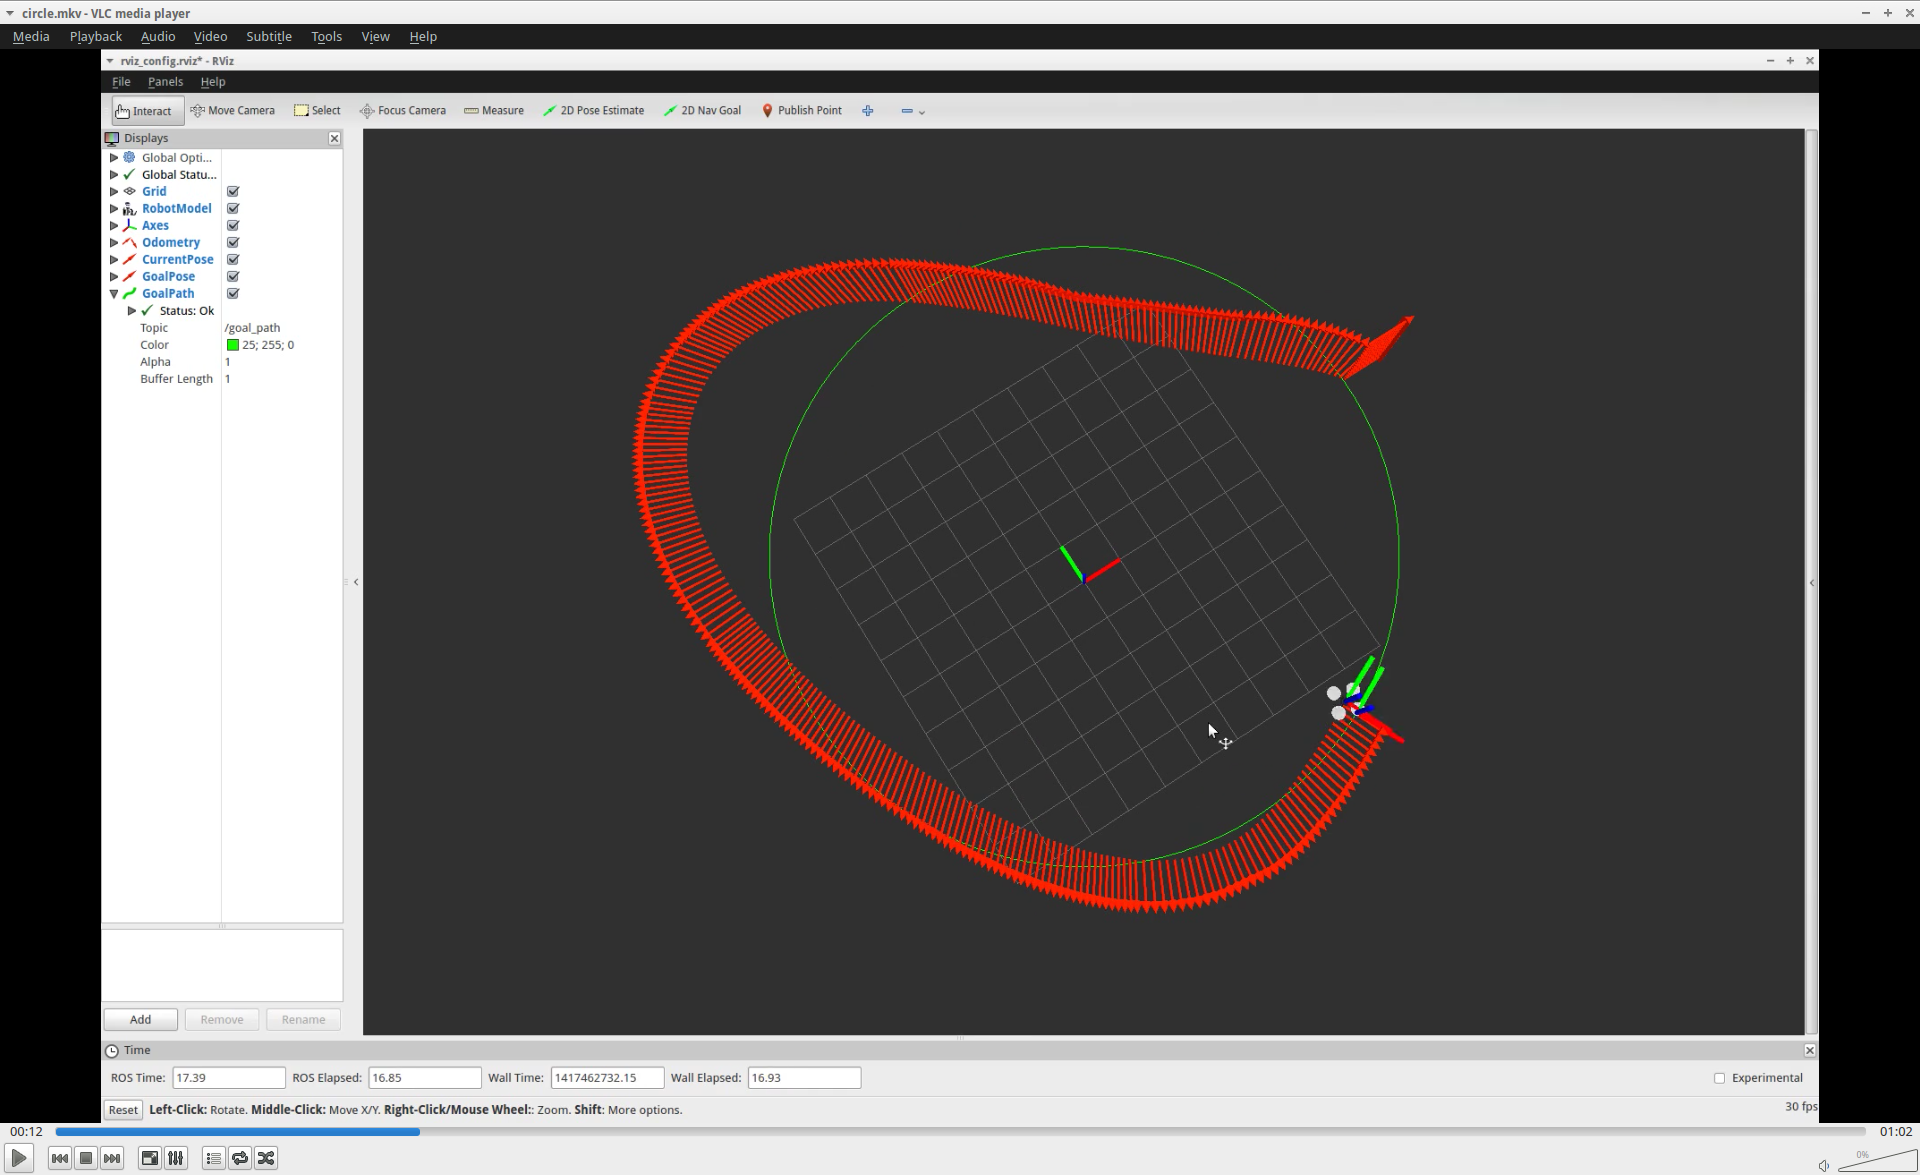 circle.mkv - VLC media player
Media Playback Audio Video Subtitle Tools View Help
rviz_config.rviz* - RViz
File Panels Help
Interact Move Camera Select Focus Camera Measure 2D Pose Estimate 2D Nav Goal Publish Point
Displays
Global Opti...
Global Statu...
Grid
RobotModel
Axes
Odometry
CurrentPose
GoalPose
GoalPath
Status: Ok
Topic /goal_path
Color 25; 255; 0
Alpha 1
Buffer Length 1
Add Remove Rename
Time
ROS Time: 17.39 ROS Elapsed: 16.85 Wall Time: 1417462732.15 Wall Elapsed: 16.93 Experimental
Reset Left-Click: Rotate. Middle-Click: Move X/Y. Right-Click/Mouse Wheel:: Zoom. Shift: More options. 30 fps
00:12 01:02
0%